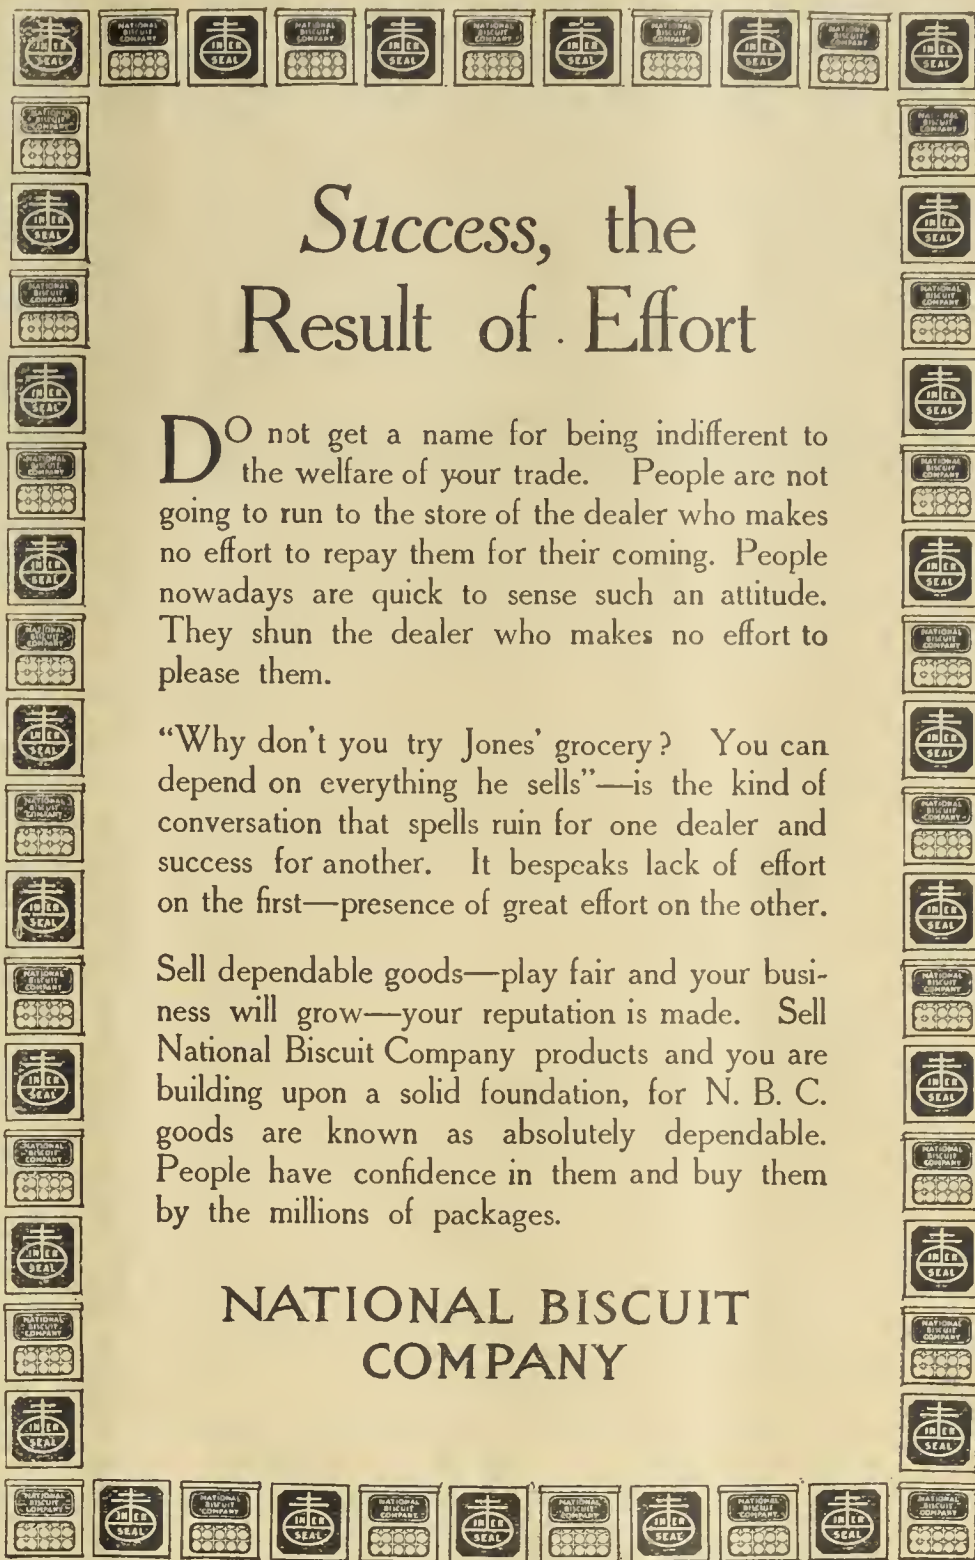 Success, the
Result of Effort
DO not get a name for being indifferent to
the welfare of your trade. People are not
going to run to the store of the dealer who makes
no effort to repay them for their coming. People
nowadays are quick to sense such an attitude.
They shun the dealer who makes no effort to
please them.
“Why don’t you try Jones’ grocery? You can
depend on everything he sells”—is the kind of
conversation that spells ruin for one dealer and
success for another. It bespeaks lack of effort
on the first—presence of great effort on the other.
Sell dependable goods—play fair and your busi-
ness will grow—your reputation is made. Sell
National Biscuit Company products and you are
building upon a solid foundation, for N. B. C.
goods are known as absolutely dependable.
People have confidence in them and buy them
by the millions of packages.
NATIONAL BISCUIT
COMPANY